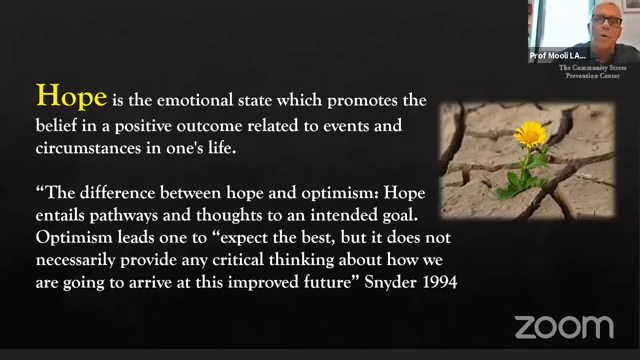 Prof Mooli LA...
The Community Stress
Prevention Center
Hope is the emotional state which promotes the
belief in a positive outcome related to events and
circumstances in one's life.
“The difference between hope and optimism: Hope
entails pathways and thoughts to an intended goal.
Optimism leads one to “expect the best, but it does not
necessarily provide any critical thinking about how we
are going to arrive at this improved future” Snyder 1994
zoom